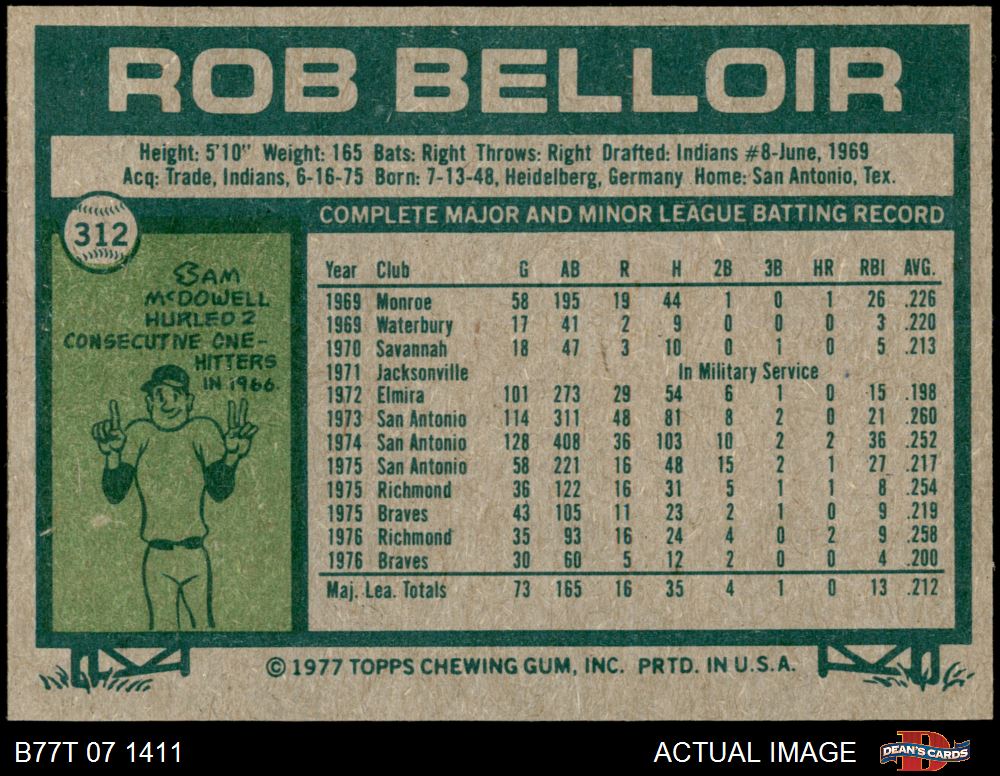 ROB BELLOIR
Height: 5'10" Weight: 165 Bats: Right Throws: Right Drafted: Indians #8-June, 1969
Acq: Trade, Indians, 6-16-75 Born: 7-13-48, Heidelberg, Germany Home: San Antonio, Tex.
312
SAM
McDOWELL
HURLED 2
CONSECUTIVE ONE-
HITTERS
IN 1966.
COMPLETE MAJOR AND MINOR LEAGUE BATTING RECORD
Year Club G AB R H 2B 3B HR RBI AVG.
1969 Monroe 58 195 19 44 1 0 1 26 .226
1969 Waterbury 17 41 2 9 0 0 0 3 .220
1970 Savannah 18 47 3 10 0 1 0 5 .213
1971 Jacksonville In Military Service
1972 Elmira 101 273 29 54 6 1 0 15 .198
1973 San Antonio 114 311 48 81 8 2 0 21 .260
1974 San Antonio 128 408 36 103 10 2 2 36 .252
1975 San Antonio 58 221 16 48 15 2 1 27 .217
1975 Richmond 36 122 16 31 5 1 1 8 .254
1975 Braves 43 105 11 23 2 1 0 9 .219
1976 Richmond 35 93 16 24 4 0 2 9 .258
1976 Braves 30 60 5 12 2 0 0 4 .200
Maj. Lea. Totals 73 165 16 35 4 1 0 13 .212
© 1977 TOPPS CHEWING GUM, INC. PRTD. IN U.S.A.
B77T 07 1411
ACTUAL IMAGE
D
DEAN'S CARDS